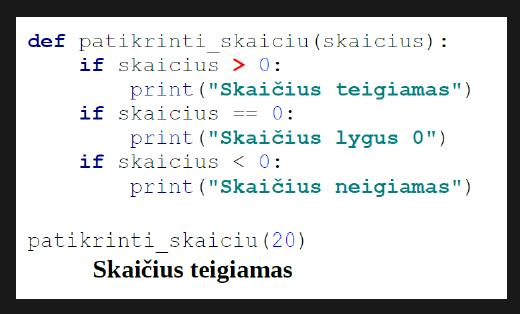 def patikrinti_skaiciu(skaicius):
    if skaicius > 0:
        print("Skaičius teigiamas")
    if skaicius == 0:
        print("Skaičius lygus 0")
    if skaicius < 0:
        print("Skaičius neigiamas")

patikrinti_skaiciu(20)
Skaičius teigiamas